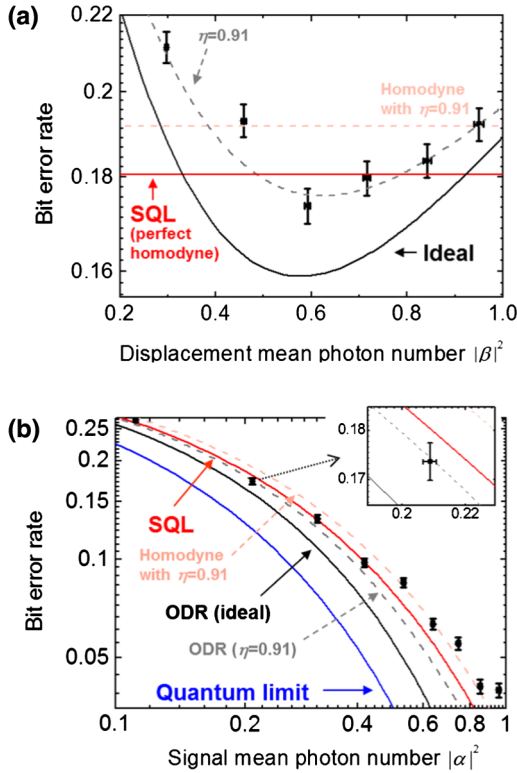 (a)
0.22
0.20
0.18
0.16
Bit error rate
η=0.91
Homodyne
with η=0.91
SQL
(perfect
homodyne)
Ideal
0.2 0.4 0.6 0.8 1.0
Displacement mean photon number |β|²
(b)
0.25
0.2
0.15
0.1
0.05
Bit error rate
0.18
0.17
0.2 0.22
SQL
Homodyne
with η=0.91
ODR (ideal)
ODR (η=0.91)
Quantum limit
0.1 0.2 0.4 0.6 0.8 1
Signal mean photon number |α|²